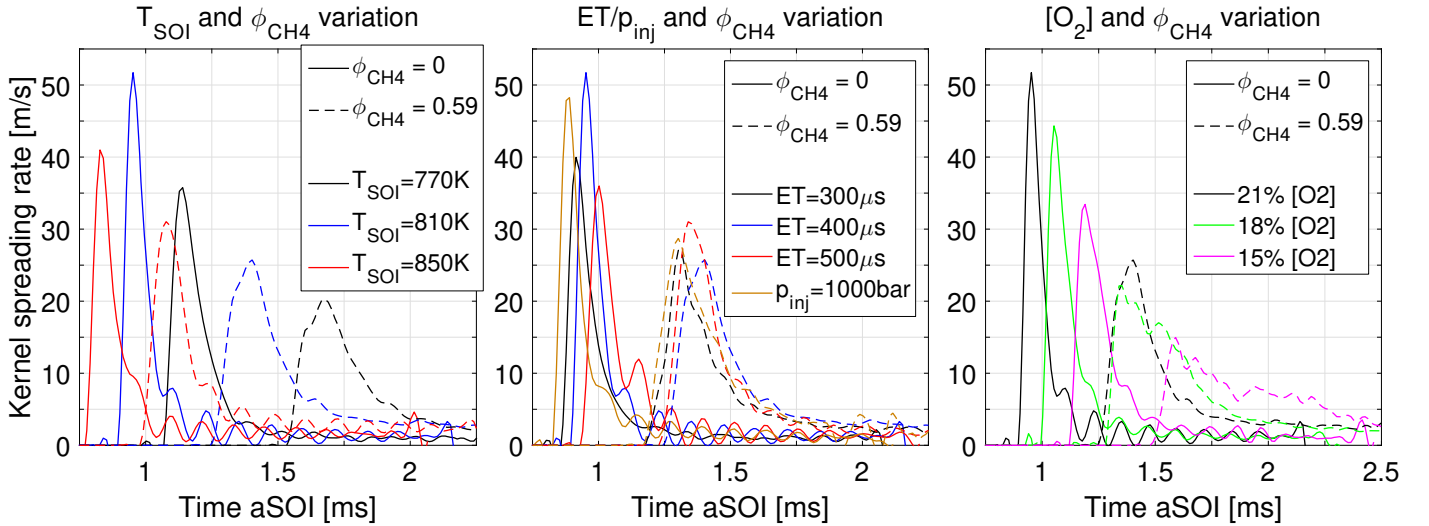 T_SOI and ϕ_CH4 variation
Kernel spreading rate [m/s]
50
40
30
20
10
0
ϕ_CH4 = 0
ϕ_CH4 = 0.59
T_SOI=770K
T_SOI=810K
T_SOI=850K
1 1.5 2
Time aSOI [ms]
ET/p_inj and ϕ_CH4 variation
50
40
30
20
10
0
ϕ_CH4 = 0
ϕ_CH4 = 0.59
ET=300μs
ET=400μs
ET=500μs
p_inj=1000bar
1 1.5 2
Time aSOI [ms]
[O_2] and ϕ_CH4 variation
50
40
30
20
10
0
ϕ_CH4 = 0
ϕ_CH4 = 0.59
21% [O2]
18% [O2]
15% [O2]
1 1.5 2 2.5
Time aSOI [ms]